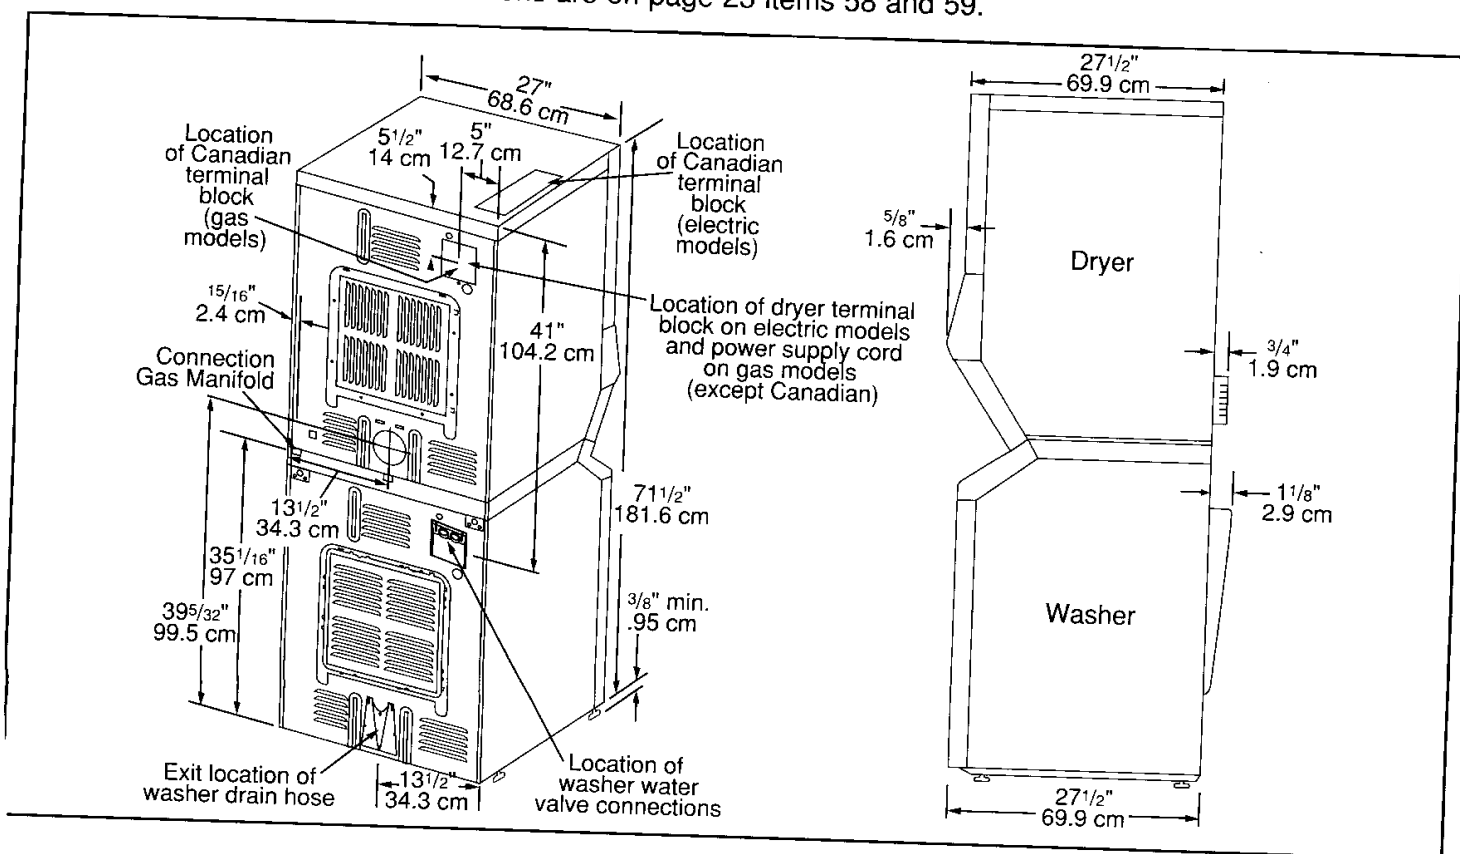 are on page 23 items 58 and 59.
27"
68.6 cm
Location
of Canadian
terminal
block
(gas
models)
5 1/2"
14 cm
5"
12.7 cm
Location
of Canadian
terminal
block
(electric
models)
15/16"
2.4 cm
Connection
Gas Manifold
41"
104.2 cm
Location of dryer terminal
block on electric models
and power supply cord
on gas models
(except Canadian)
13 1/2"
34.3 cm
35 1/16"
97 cm
39 5/32"
99.5 cm
71 1/2"
181.6 cm
3/8" min.
.95 cm
Exit location of
washer drain hose
13 1/2"
34.3 cm
Location of
washer water
valve connections
27 1/2"
69.9 cm
5/8"
1.6 cm
Dryer
3/4"
1.9 cm
1 1/8"
2.9 cm
Washer
27 1/2"
69.9 cm